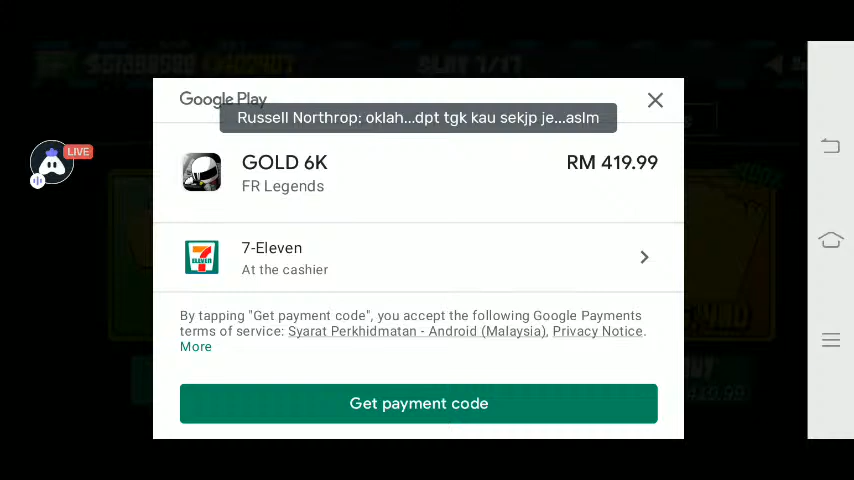 Google Play
Russell Northrop: oklah...dpt tgk kau sekjp je...aslm
LIVE
GOLD 6K
RM 419.99
FR Legends
7-Eleven
At the cashier
By tapping "Get payment code", you accept the following Google Payments
terms of service: Syarat Perkhidmatan - Android (Malaysia), Privacy Notice.
More
Get payment code